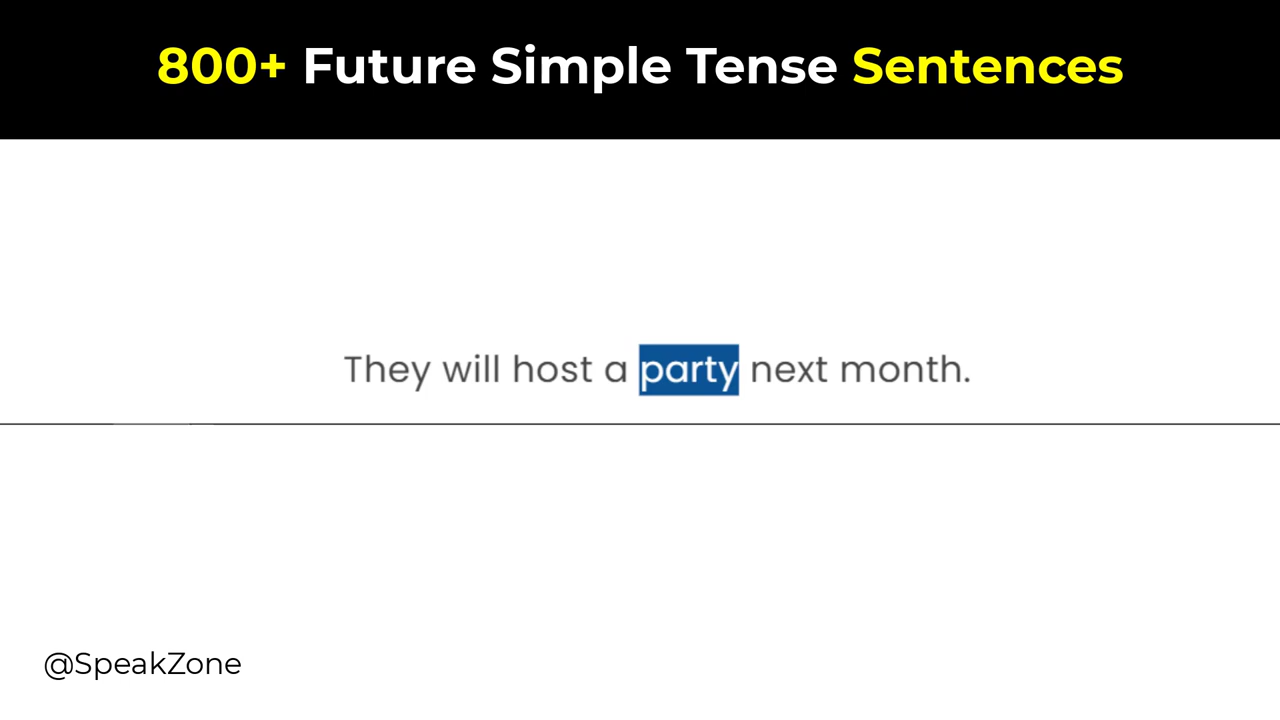 800+ Future Simple Tense Sentences
They will host a party next month.
@SpeakZone